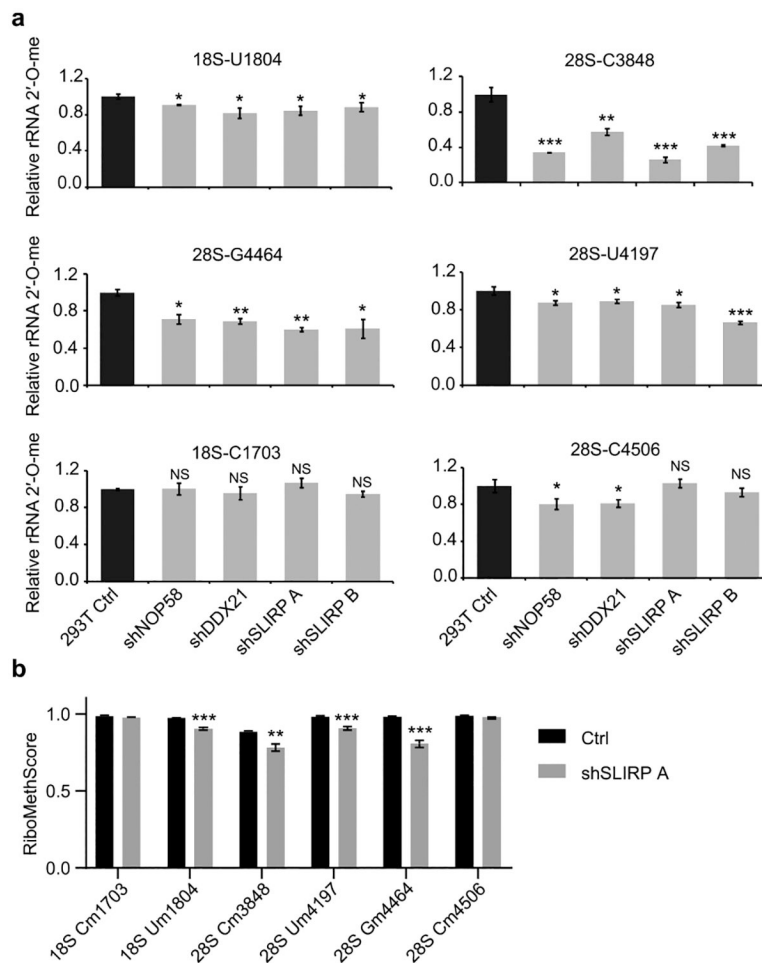 a
18S-U1804
Relative rRNA 2′-O-me
1.2
0.8
0.4
0.0
* * * *
28S-C3848
1.2
0.8
0.4
0.0
*** ** *** ***
28S-G4464
Relative rRNA 2′-O-me
1.2
0.8
0.4
0.0
* ** ** *
28S-U4197
1.2
0.8
0.4
0.0
* * * ***
18S-C1703
Relative rRNA 2′-O-me
1.2
0.8
0.4
0.0
NS NS NS NS
293T Ctrl
shNOP58
shDDX21
shSLIRP A
shSLIRP B
28S-C4506
1.2
0.8
0.4
0.0
* * NS NS
293T Ctrl
shNOP58
shDDX21
shSLIRP A
shSLIRP B
b
RiboMethScore
1.0
0.5
0.0
*** ** *** ***
18S Cm1703
18S Um1804
28S Cm3848
28S Um4197
28S Gm4464
28S Cm4506
Ctrl
shSLIRP A